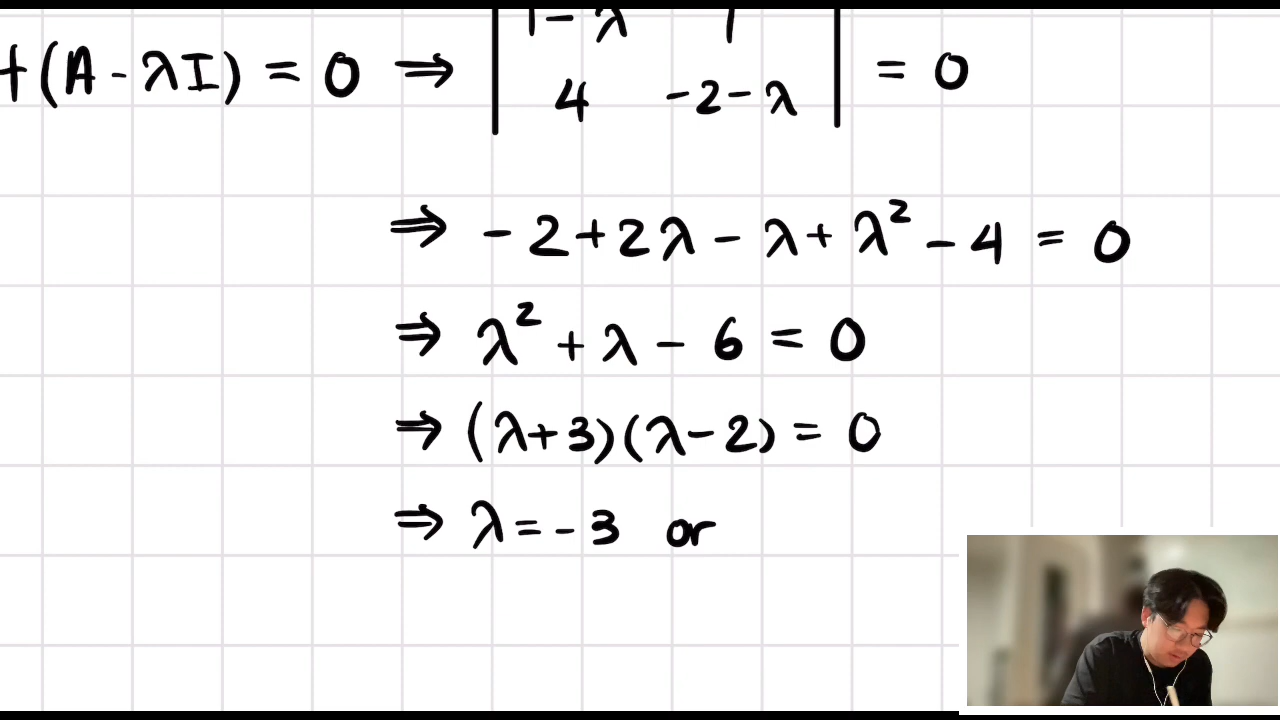 t(A-λI) = 0 ⇒ | 1-λ 1 | = 0
4 -2-λ
⇒ -2+2λ-λ+λ²-4 = 0
⇒ λ²+λ-6 = 0
⇒ (λ+3)(λ-2) = 0
⇒ λ=-3 or